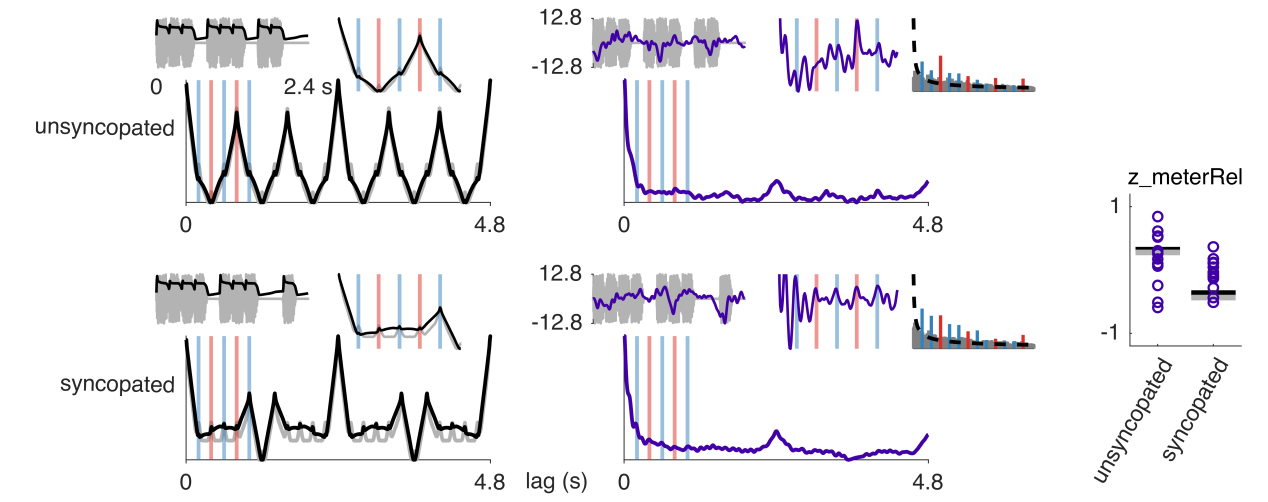 12.8
-12.8
0
2.4 s
unsyncopated
0
4.8
0
4.8
z_meterRel
1
-1
unsyncopated
syncopated
12.8
-12.8
syncopated
0
4.8
lag (s)
0
4.8